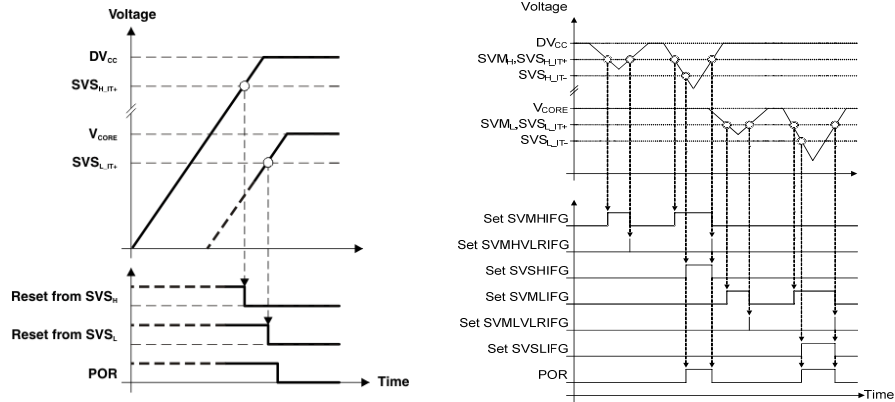 Voltage
DVCC
SVSH_IT+
VCORE
SVSL_IT+
Reset from SVSH
Reset from SVSL
POR
Time
Voltage
DVCC
SVMH,SVSH_IT+
SVSH_IT-
VCORE
SVML,SVSL_IT+
SVSL_IT-
Set SVMHIFG
Set SVMHVLRIFG
Set SVSHIFG
Set SVMLIFG
Set SVMLVLRIFG
Set SVSLIFG
POR
Time